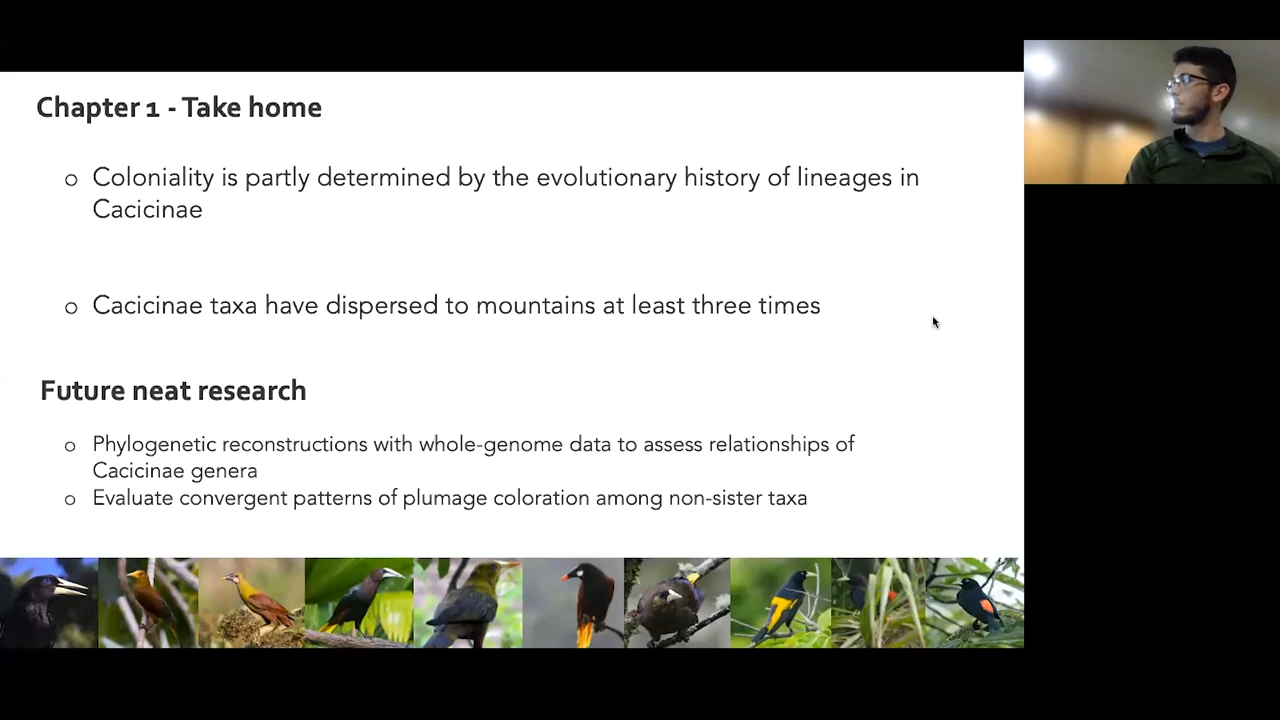 Chapter 1 - Take home
o Coloniality is partly determined by the evolutionary history of lineages in
Cacicinae
o Cacicinae taxa have dispersed to mountains at least three times
Future neat research
o Phylogenetic reconstructions with whole-genome data to assess relationships of
Cacicinae genera
o Evaluate convergent patterns of plumage coloration among non-sister taxa